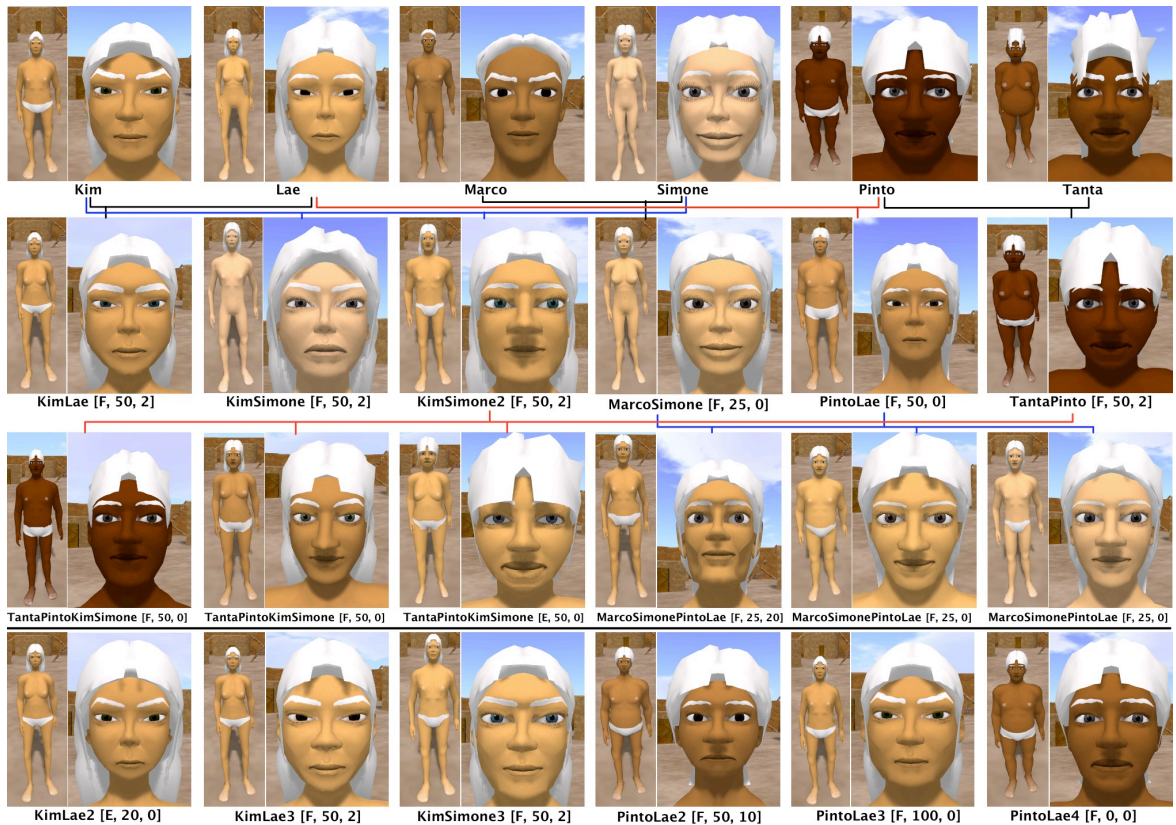 Kim Lae Marco Simone Pinto Tanta
KimLae [F, 50, 2] KimSimone [F, 50, 2] KimSimone2 [F, 50, 2] MarcoSimone [F, 25, 0] PintoLae [F, 50, 0] TantaPinto [F, 50, 2]
TantaPintoKimSimone [F, 50, 0] TantaPintoKimSimone [F, 50, 0] TantaPintoKimSimone [E, 50, 0] MarcoSimonePintoLae [F, 25, 20] MarcoSimonePintoLae [F, 25, 0] MarcoSimonePintoLae [F, 25, 0]
KimLae2 [E, 20, 0] KimLae3 [F, 50, 2] KimSimone3 [F, 50, 2] PintoLae2 [F, 50, 10] PintoLae3 [F, 100, 0] PintoLae4 [F, 0, 0]